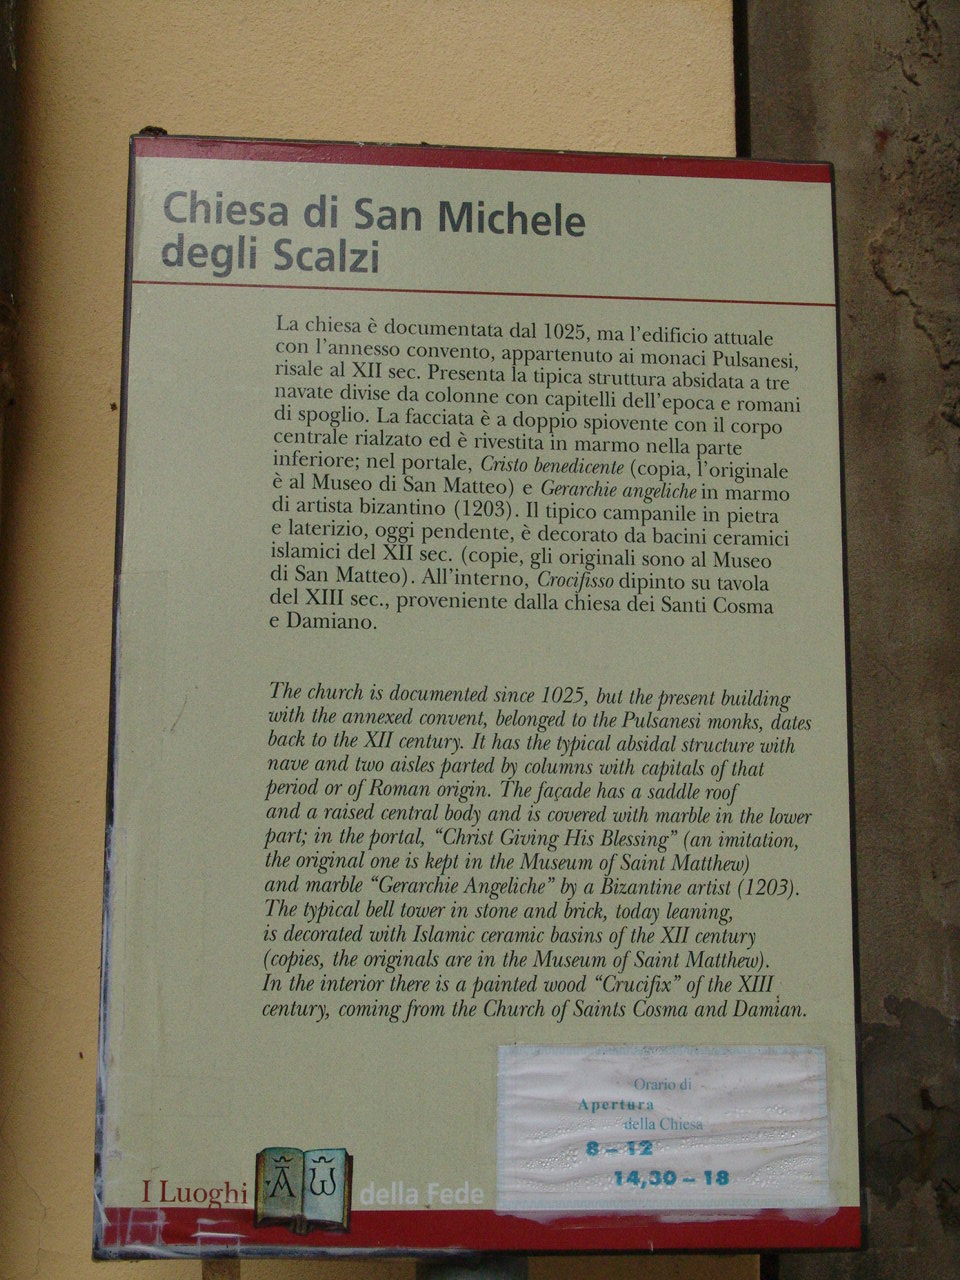 Chiesa di San Michele
degli Scalzi
La chiesa è documentata dal 1025, ma l'edificio attuale
con l'annesso convento, appartenuto ai monaci Pulsanesi,
risale al XII sec. Presenta la tipica struttura absidata a tre
navate divise da colonne con capitelli dell'epoca e romani
di spoglio. La facciata è a doppio spiovente con il corpo
centrale rialzato ed è rivestita in marmo nella parte
inferiore; nel portale, Cristo benedicente (copia, l'originale
è al Museo di San Matteo) e Gerarchie angeliche in marmo
di artista bizantino (1203). Il tipico campanile in pietra
e laterizio, oggi pendente, è decorato da bacini ceramici
islamici del XII sec. (copie, gli originali sono al Museo
di San Matteo). All'interno, Crocifisso dipinto su tavola
del XIII sec., proveniente dalla chiesa dei Santi Cosma
e Damiano.
The church is documented since 1025, but the present building
with the annexed convent, belonged to the Pulsanesi monks, dates
back to the XII century. It has the typical absidal structure with
nave and two aisles parted by columns with capitals of that
period or of Roman origin. The façade has a saddle roof
and a raised central body and is covered with marble in the lower
part; in the portal, "Christ Giving His Blessing" (an imitation,
the original one is kept in the Museum of Saint Matthew)
and marble "Gerarchie Angeliche" by a Bizantine artist (1203).
The typical bell tower in stone and brick, today leaning,
is decorated with Islamic ceramic basins of the XII century
(copies, the originals are in the Museum of Saint Matthew).
In the interior there is a painted wood "Crucifix" of the XIII
century, coming from the Church of Saints Cosma and Damian.
Orario di
Apertura
della Chiesa
8 – 12
14,30 – 18
I Luoghi della Fede